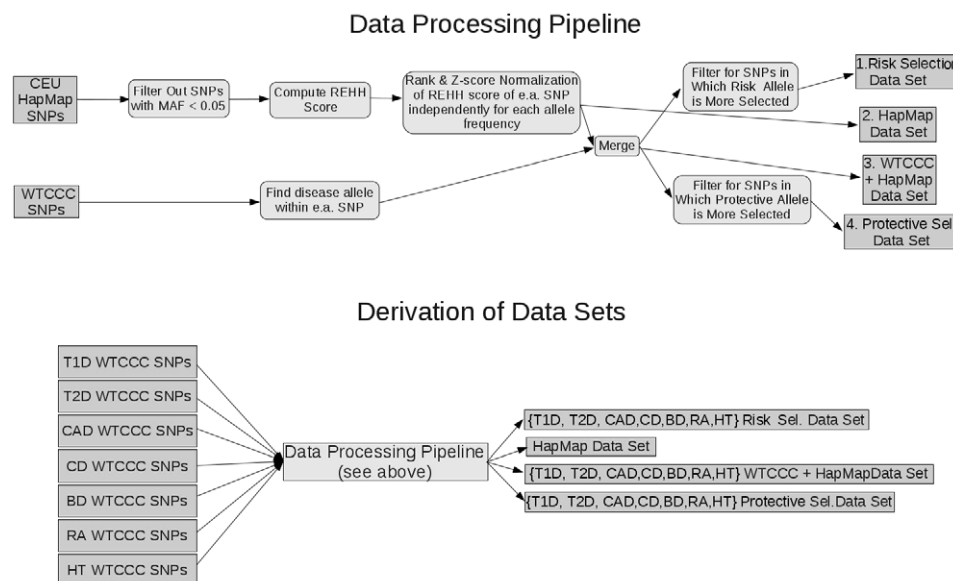 Data Processing Pipeline
CEU
HapMap
SNPs
Filter Out SNPs
with MAF < 0.05
Compute REHH
Score
Rank & Z-score Normalization
of REHH score of e.a. SNP
independently for each allele
frequency
Filter for SNPs in
Which Risk Allele
is More Selected
1.Risk Selection
Data Set
2. HapMap
Data Set
Merge
3. WTCCC
+ HapMap
Data Set
WTCCC
SNPs
Find disease allele
within e.a. SNP
Filter for SNPs in
Which Protective Allele
is More Selected
4. Protective Sel.
Data Set
Derivation of Data Sets
T1D WTCCC SNPs
T2D WTCCC SNPs
CAD WTCCC SNPs
CD WTCCC SNPs
BD WTCCC SNPs
RA WTCCC SNPs
HT WTCCC SNPs
Data Processing Pipeline
(see above)
{T1D, T2D, CAD,CD,BD,RA,HT} Risk Sel. Data Set
HapMap Data Set
{T1D, T2D, CAD,CD,BD,RA,HT} WTCCC + HapMapData Set
{T1D, T2D, CAD,CD,BD,RA,HT} Protective Sel.Data Set